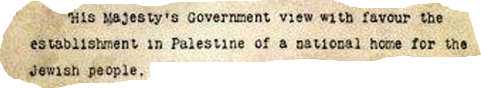 His Majesty's Government view with favour the
establishment in Palestine of a national home for the
Jewish people.